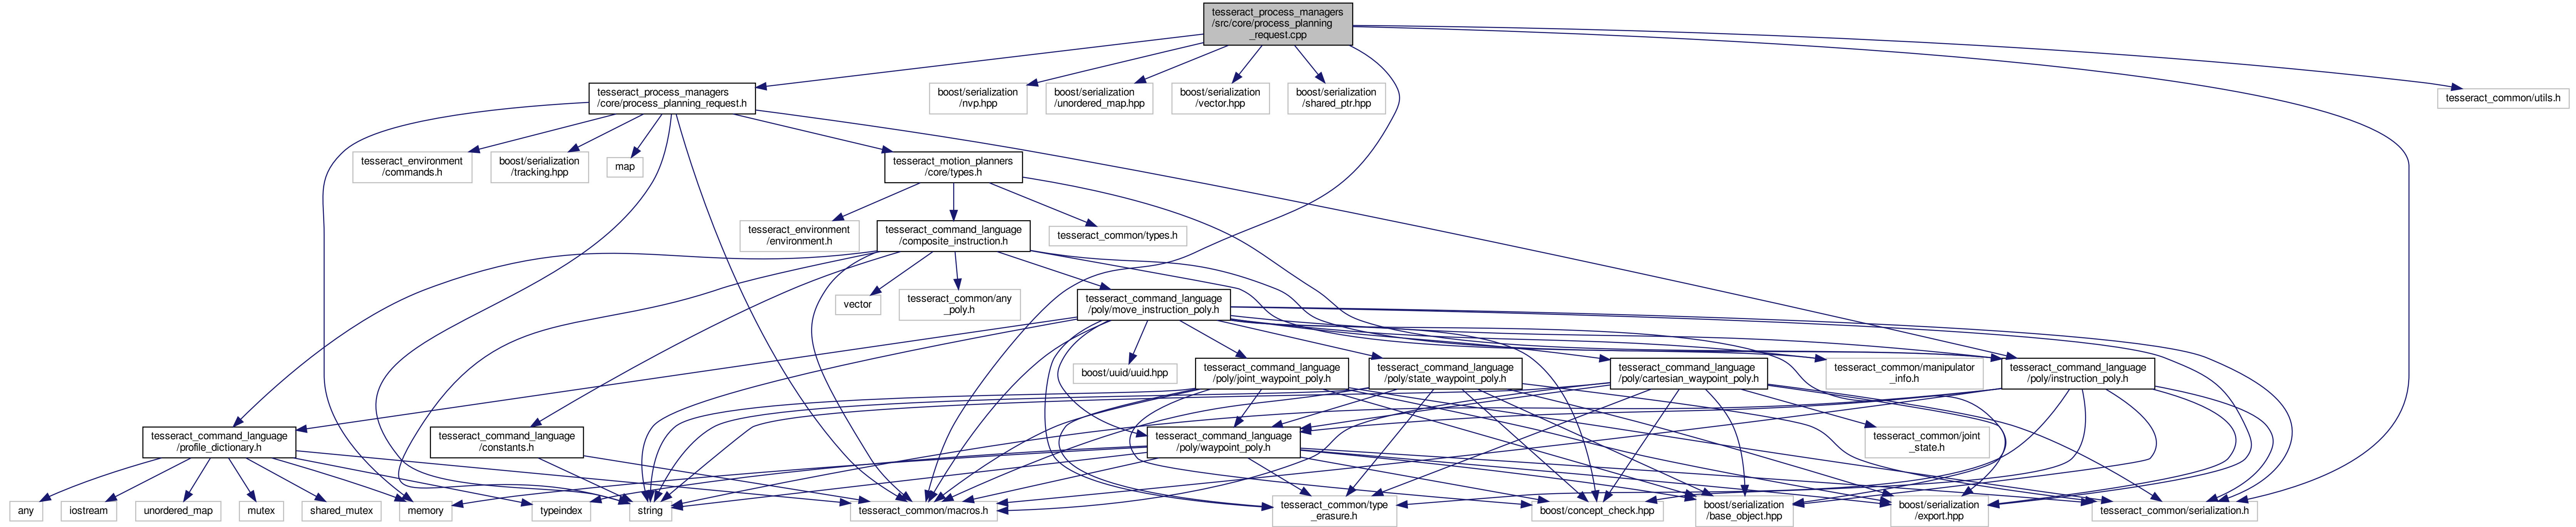 tesseract_process_managers
/src/core/process_planning
_request.cpp
tesseract_process_managers
/core/process_planning_request.h
boost/serialization
/nvp.hpp
boost/serialization
/unordered_map.hpp
boost/serialization
/vector.hpp
boost/serialization
/shared_ptr.hpp
tesseract_common/utils.h
tesseract_environment
/commands.h
boost/serialization
/tracking.hpp
map
tesseract_motion_planners
/core/types.h
tesseract_environment
/environment.h
tesseract_command_language
/composite_instruction.h
tesseract_common/types.h
vector
tesseract_common/any
_poly.h
tesseract_command_language
/poly/move_instruction_poly.h
boost/uuid/uuid.hpp
tesseract_command_language
/poly/joint_waypoint_poly.h
tesseract_command_language
/poly/state_waypoint_poly.h
tesseract_command_language
/poly/cartesian_waypoint_poly.h
tesseract_common/manipulator
_info.h
tesseract_command_language
/poly/instruction_poly.h
tesseract_command_language
/profile_dictionary.h
tesseract_command_language
/constants.h
tesseract_command_language
/poly/waypoint_poly.h
tesseract_common/joint
_state.h
any
iostream
unordered_map
mutex
shared_mutex
memory
typeindex
string
tesseract_common/macros.h
tesseract_common/type
_erasure.h
boost/concept_check.hpp
boost/serialization
/base_object.hpp
boost/serialization
/export.hpp
tesseract_common/serialization.h